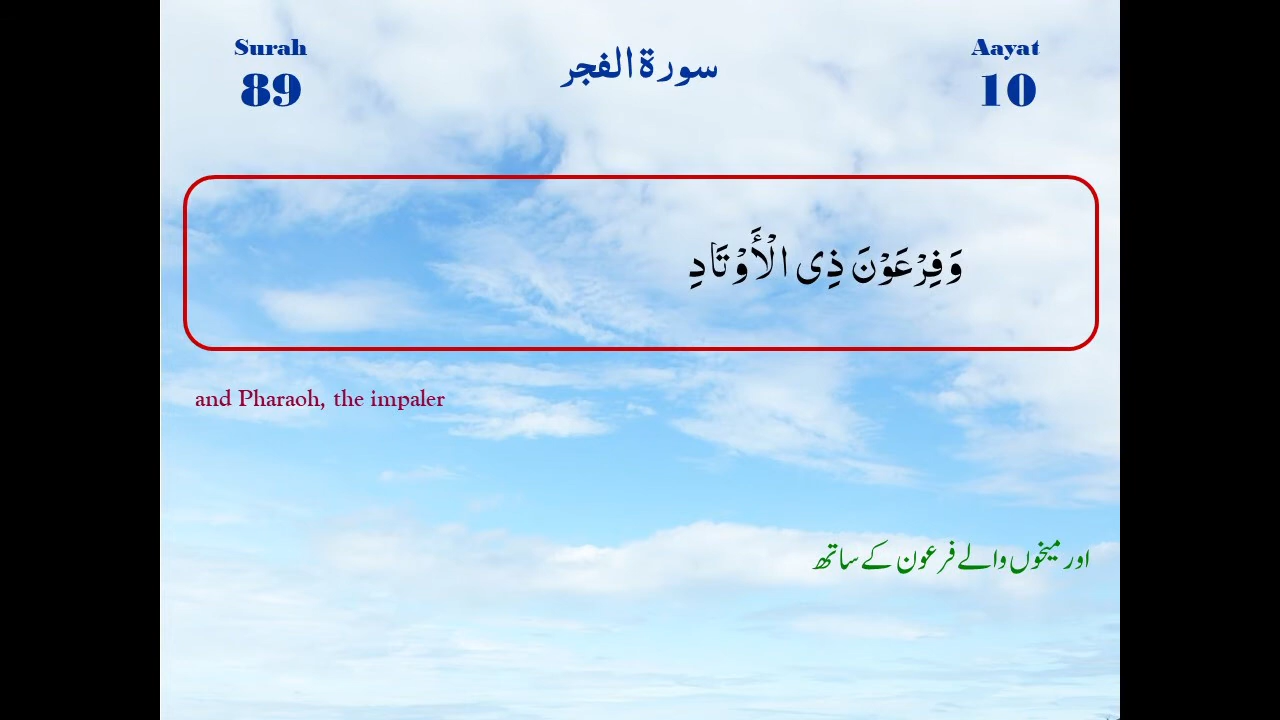 Surah
89
سورة الفجر
Aayat
10
وَفِرْعَوْنَ ذِى الْأَوْتَادِ
and Pharaoh, the impaler
اور میخوں والے فرعون کے ساتھ